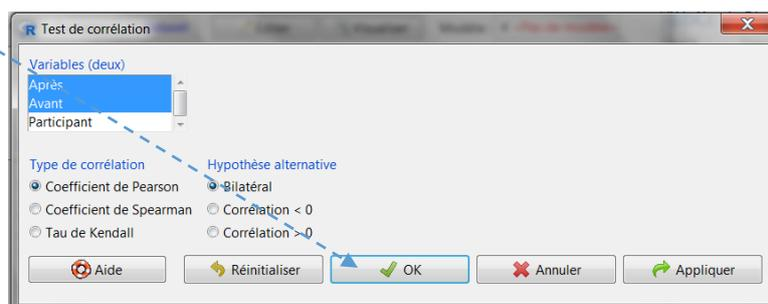 R Test de corrélation
Variables (deux)
Après
Avant
Participant
Type de corrélation Hypothèse alternative
Coefficient de Pearson Bilatéral
Coefficient de Spearman Corrélation < 0
Tau de Kendall Corrélation > 0
Aide Réinitialiser OK Annuler Appliquer